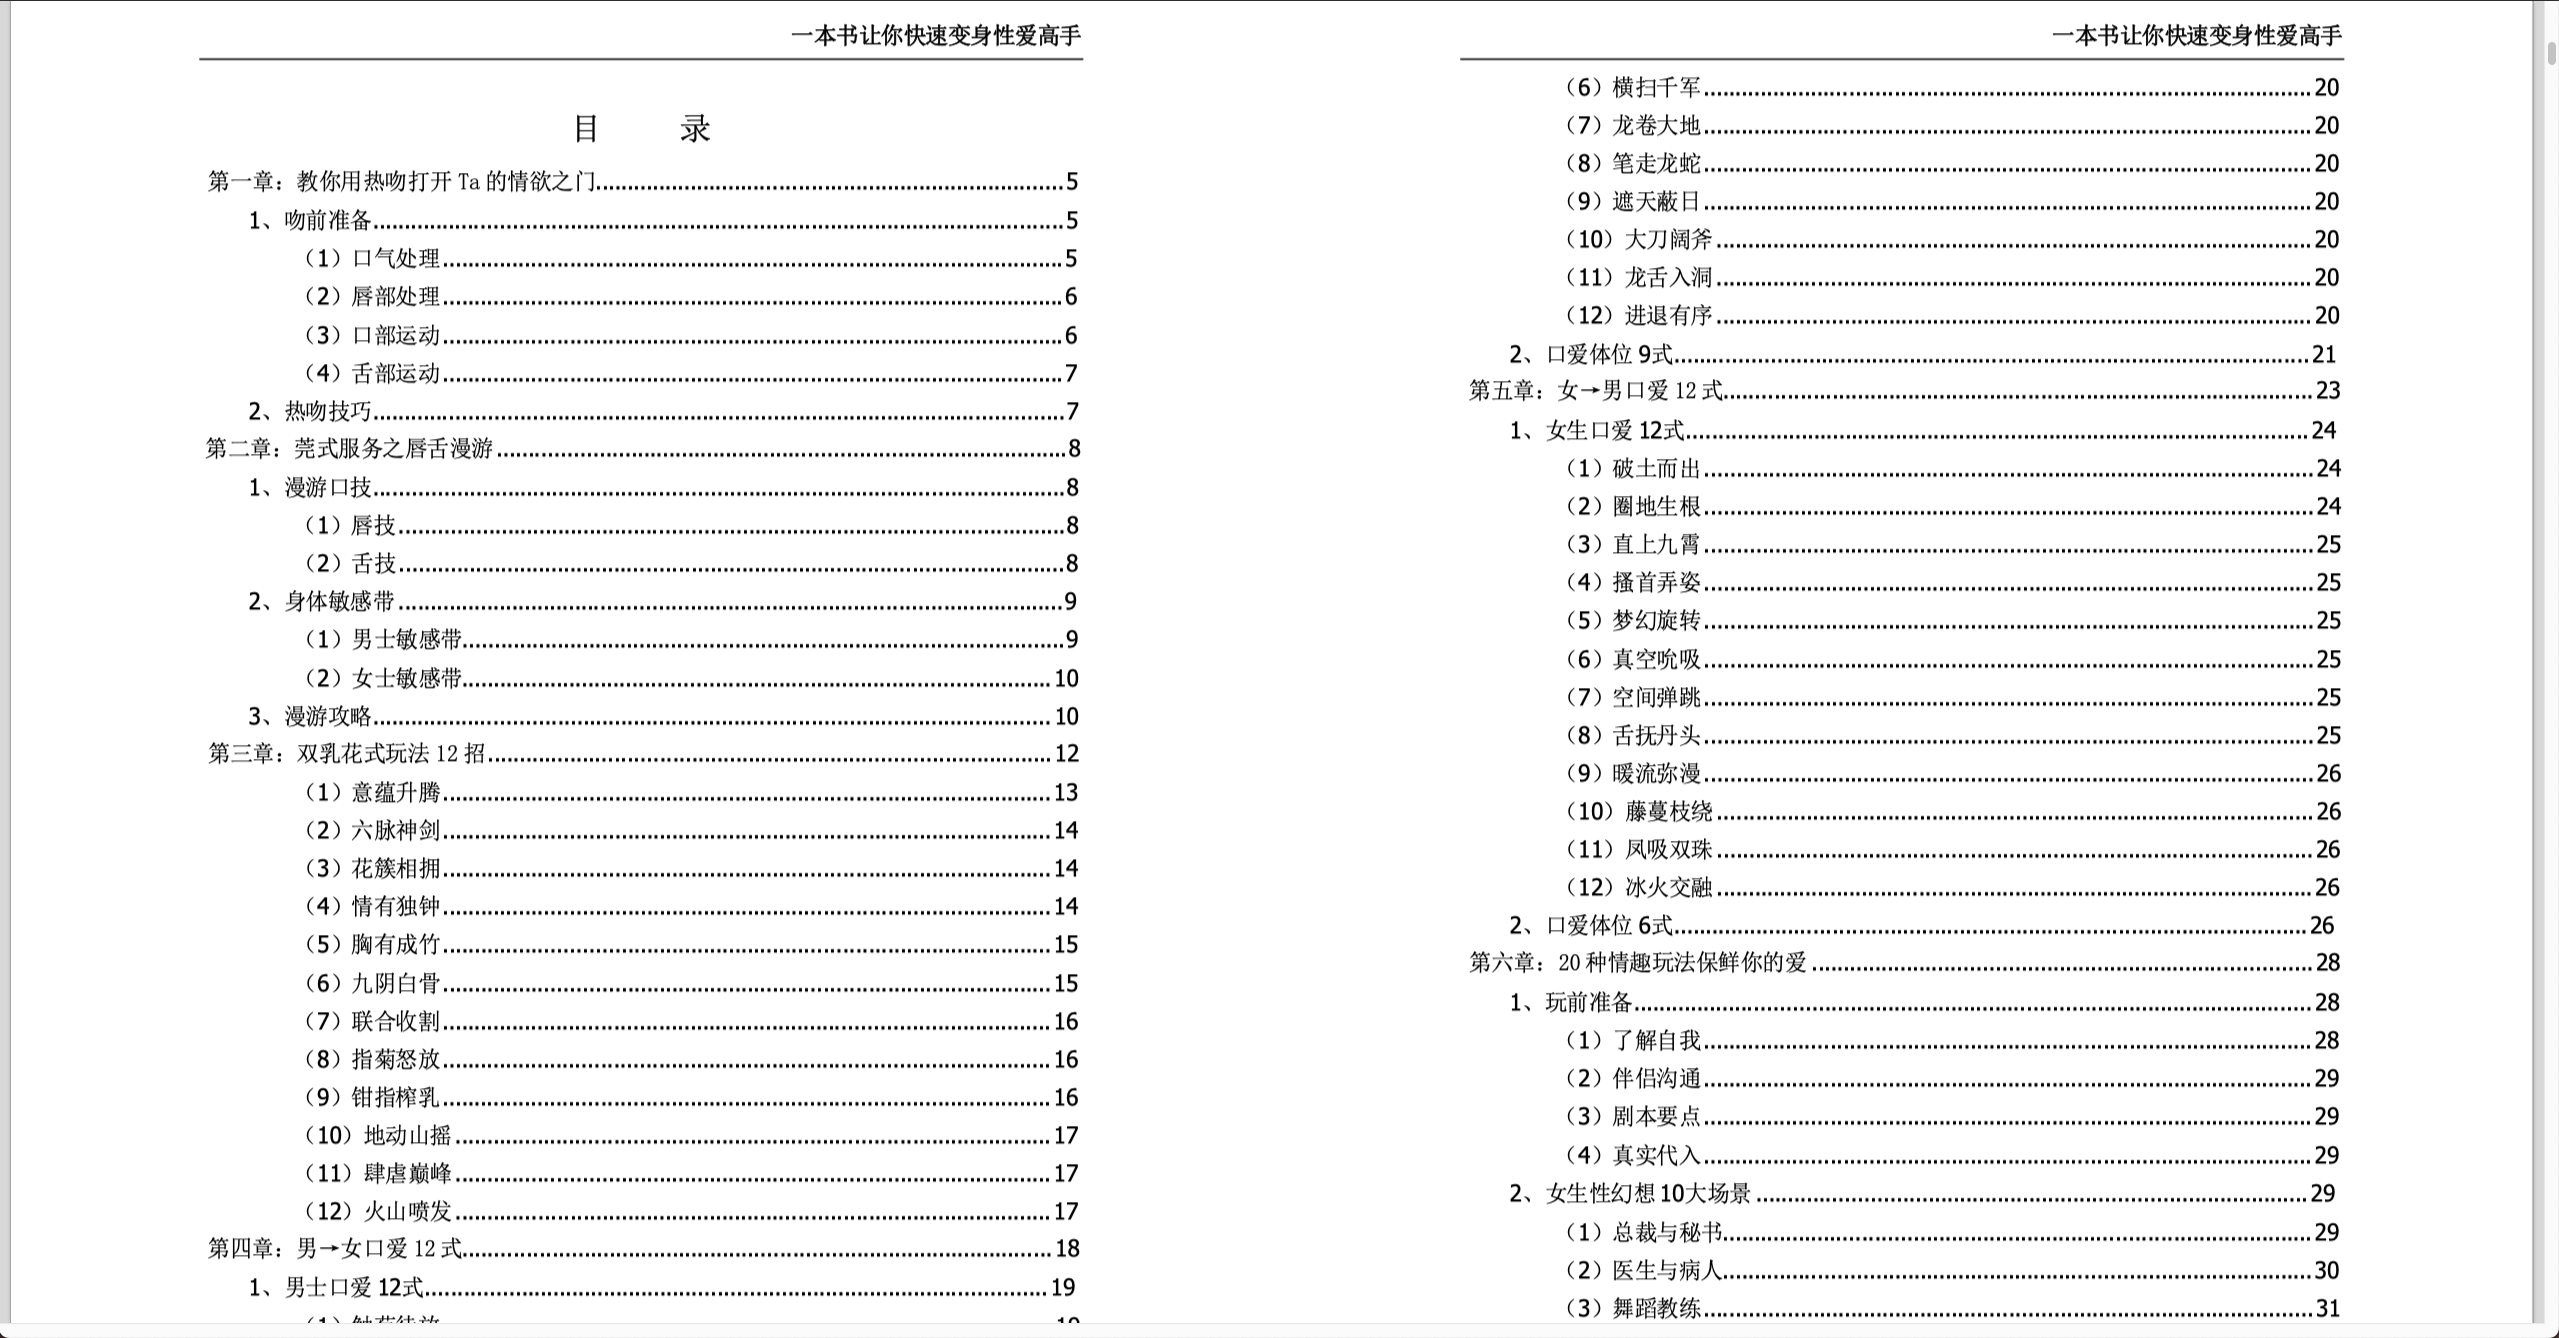 一本书让你快速变身性爱高手
目 录
第一章：教你用热吻打开 Ta 的情欲之门........5
1、吻前准备........5
（1）口气处理........5
（2）唇部处理........6
（3）口部运动........6
（4）舌部运动........7
2、热吻技巧........7
第二章：莞式服务之唇舌漫游........8
1、漫游口技........8
（1）唇技........8
（2）舌技........8
2、身体敏感带........9
（1）男士敏感带........9
（2）女士敏感带........10
3、漫游攻略........10
第三章：双乳花式玩法 12 招........12
（1）意蕴升腾........13
（2）六脉神剑........14
（3）花簇相拥........14
（4）情有独钟........14
（5）胸有成竹........15
（6）九阴白骨........15
（7）联合收割........16
（8）指菊怒放........16
（9）钳指榨乳........16
（10）地动山摇........17
（11）肆虐巅峰........17
（12）火山喷发........17
第四章：男→女口爱 12 式........18
1、男士口爱 12式........19
一本书让你快速变身性爱高手
（6）横扫千军........20
（7）龙卷大地........20
（8）笔走龙蛇........20
（9）遮天蔽日........20
（10）大刀阔斧........20
（11）龙舌入洞........20
（12）进退有序........20
2、口爱体位 9式........21
第五章：女→男口爱 12 式........23
1、女生口爱 12式........24
（1）破土而出........24
（2）圈地生根........24
（3）直上九霄........25
（4）搔首弄姿........25
（5）梦幻旋转........25
（6）真空吮吸........25
（7）空间弹跳........25
（8）舌抚丹头........25
（9）暖流弥漫........26
（10）藤蔓枝绕........26
（11）凤吸双珠........26
（12）冰火交融........26
2、口爱体位 6式........26
第六章：20 种情趣玩法保鲜你的爱........28
1、玩前准备........28
（1）了解自我........28
（2）伴侣沟通........29
（3）剧本要点........29
（4）真实代入........29
2、女生性幻想 10大场景........29
（1）总裁与秘书........29
（2）医生与病人........30
（3）舞蹈教练........31